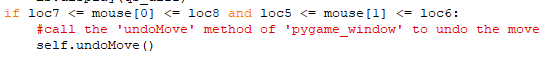 if loc7 <= mouse[0] <= loc8 and loc5 <= mouse[1] <= loc6:
#call the 'undoMove' method of 'pygame_window' to undo the move
self.undoMove()